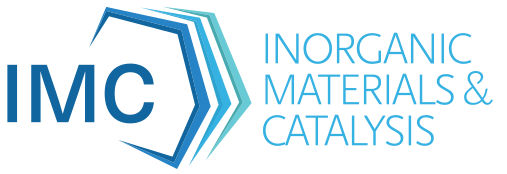 IMC
INORGANIC
MATERIALS &
CATALYSIS